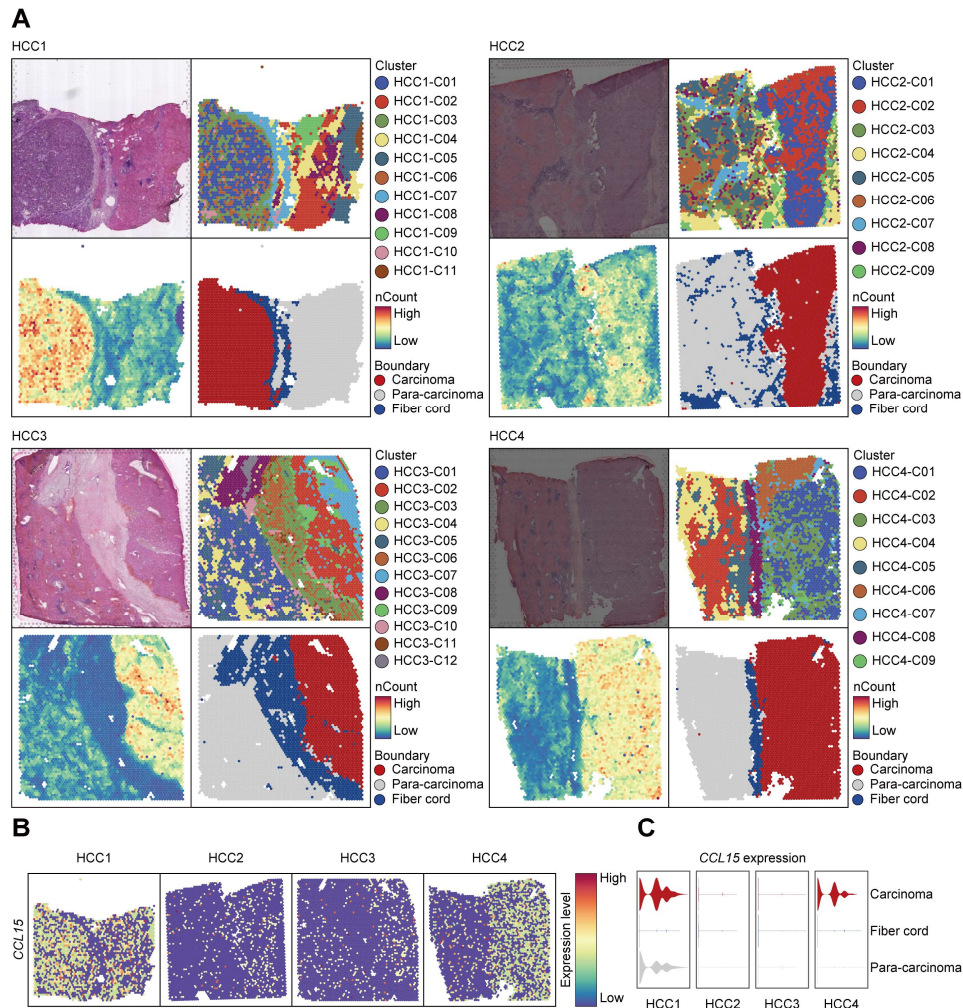 A
HCC1
Cluster
HCC1-C01
HCC1-C02
HCC1-C03
HCC1-C04
HCC1-C05
HCC1-C06
HCC1-C07
HCC1-C08
HCC1-C09
HCC1-C10
HCC1-C11
nCount
High
Low
Boundary
Carcinoma
Para-carcinoma
Fiber cord
HCC2
Cluster
HCC2-C01
HCC2-C02
HCC2-C03
HCC2-C04
HCC2-C05
HCC2-C06
HCC2-C07
HCC2-C08
HCC2-C09
nCount
High
Low
Boundary
Carcinoma
Para-carcinoma
Fiber cord
HCC3
Cluster
HCC3-C01
HCC3-C02
HCC3-C03
HCC3-C04
HCC3-C05
HCC3-C06
HCC3-C07
HCC3-C08
HCC3-C09
HCC3-C10
HCC3-C11
HCC3-C12
nCount
High
Low
Boundary
Carcinoma
Para-carcinoma
Fiber cord
HCC4
Cluster
HCC4-C01
HCC4-C02
HCC4-C03
HCC4-C04
HCC4-C05
HCC4-C06
HCC4-C07
HCC4-C08
HCC4-C09
nCount
High
Low
Boundary
Carcinoma
Para-carcinoma
Fiber cord
B
HCC1 HCC2 HCC3 HCC4
CCL15
Expression level
High
Low
C
CCL15 expression
Carcinoma
Fiber cord
Para-carcinoma
HCC1 HCC2 HCC3 HCC4